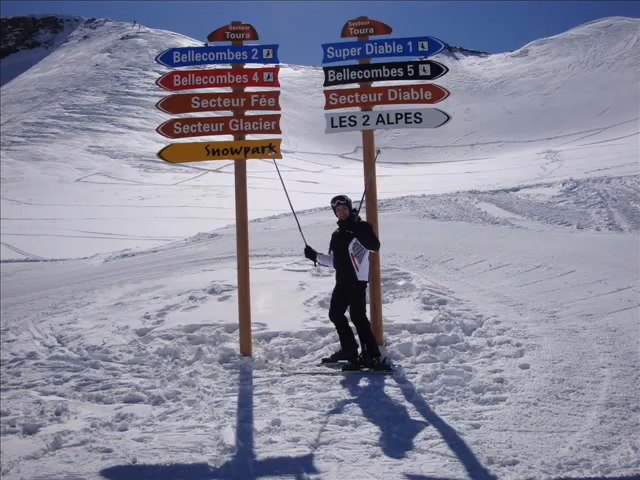 Secteur
Toura
Bellecombes 2
Bellecombes 4
Secteur Fée
Secteur Glacier
Snowpark
Secteur
Toura
Super Diable 1
Bellecombes 5
Secteur Diable
LES 2 ALPES